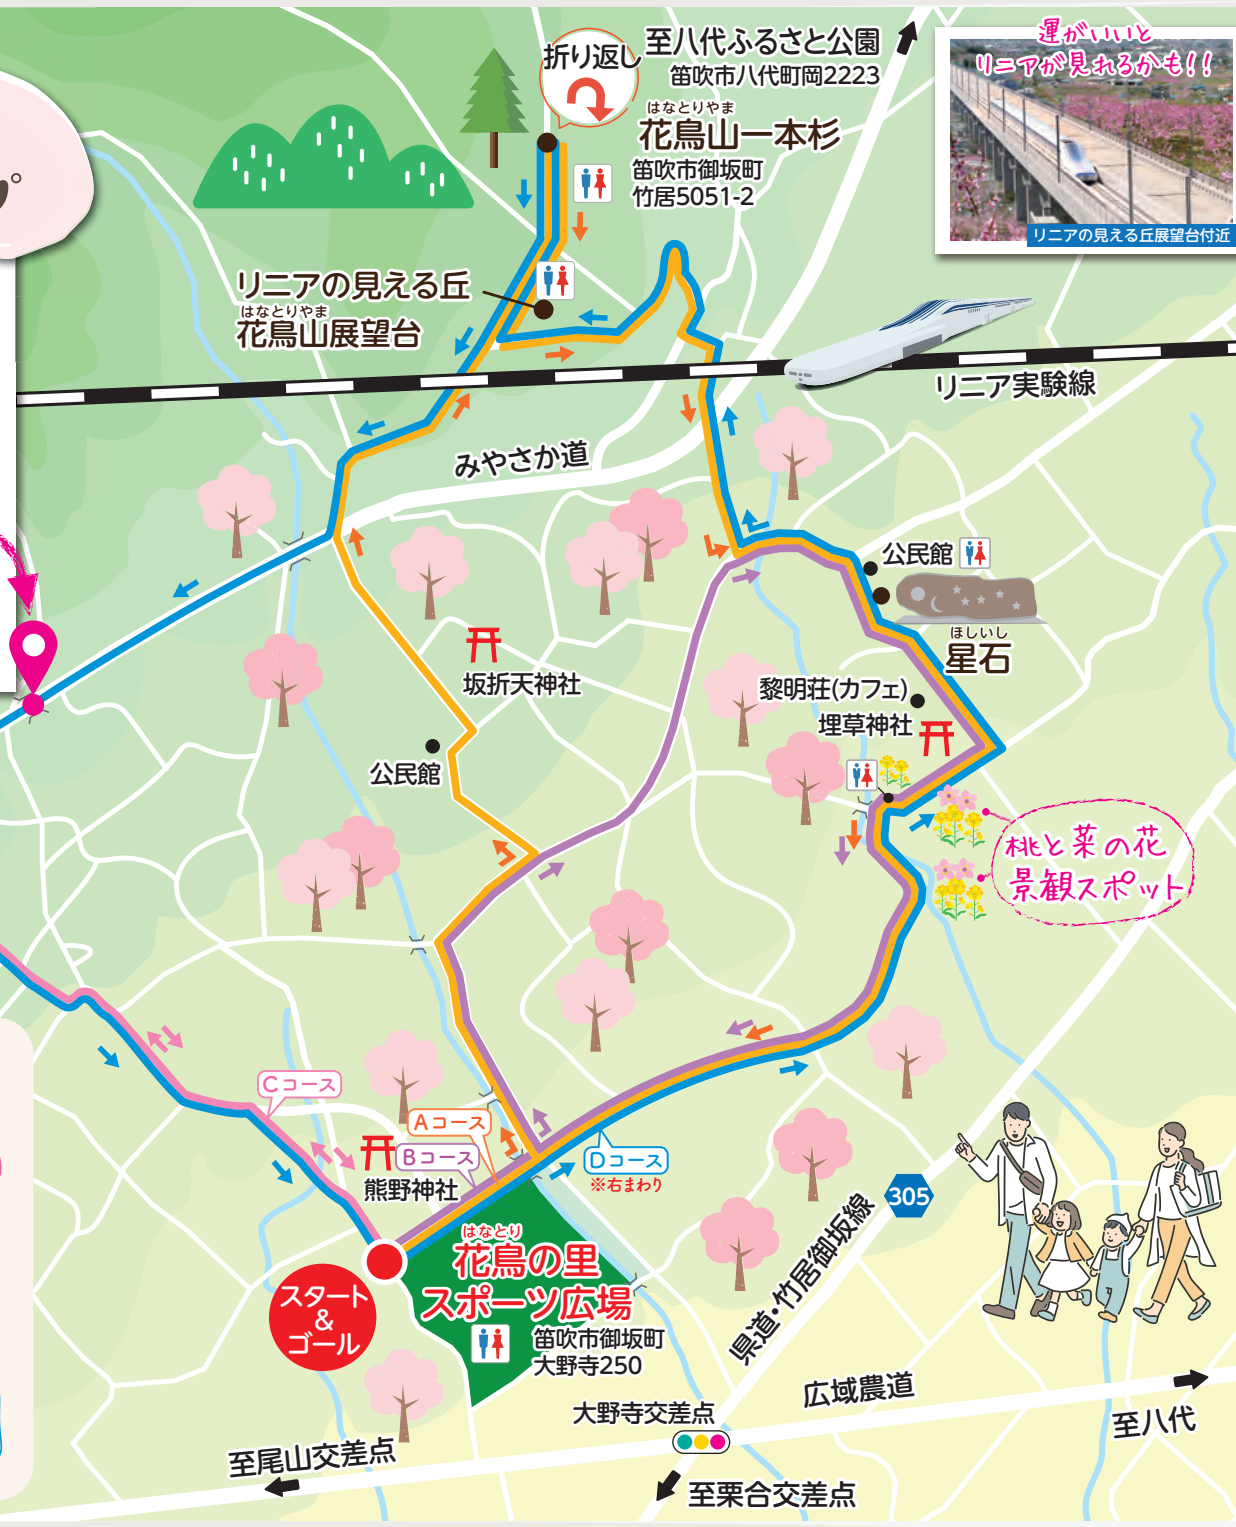 折り返し
至八代ふるさと公園
笛吹市八代町岡2223
はなとりやま
花鳥山一本杉
笛吹市御坂町
竹居5051-2
運がいいと
リニアが見れるかも!!
リニアの見える丘展望台付近
リニアの見える丘
はなとりやま
花鳥山展望台
リニア実験線
みやさか道
公民館
ほしいし
星石
坂折天神社
黎明荘(カフェ)
埋草神社
公民館
桃と菜の花
景観スポット
Cコース
Aコース
Bコース
熊野神社
Dコース
※右まわり
305
県道・竹居御坂線
はなとり
花鳥の里
スポーツ広場
笛吹市御坂町
大野寺250
スタート
&
ゴール
広域農道
大野寺交差点
至八代
至尾山交差点
至栗合交差点